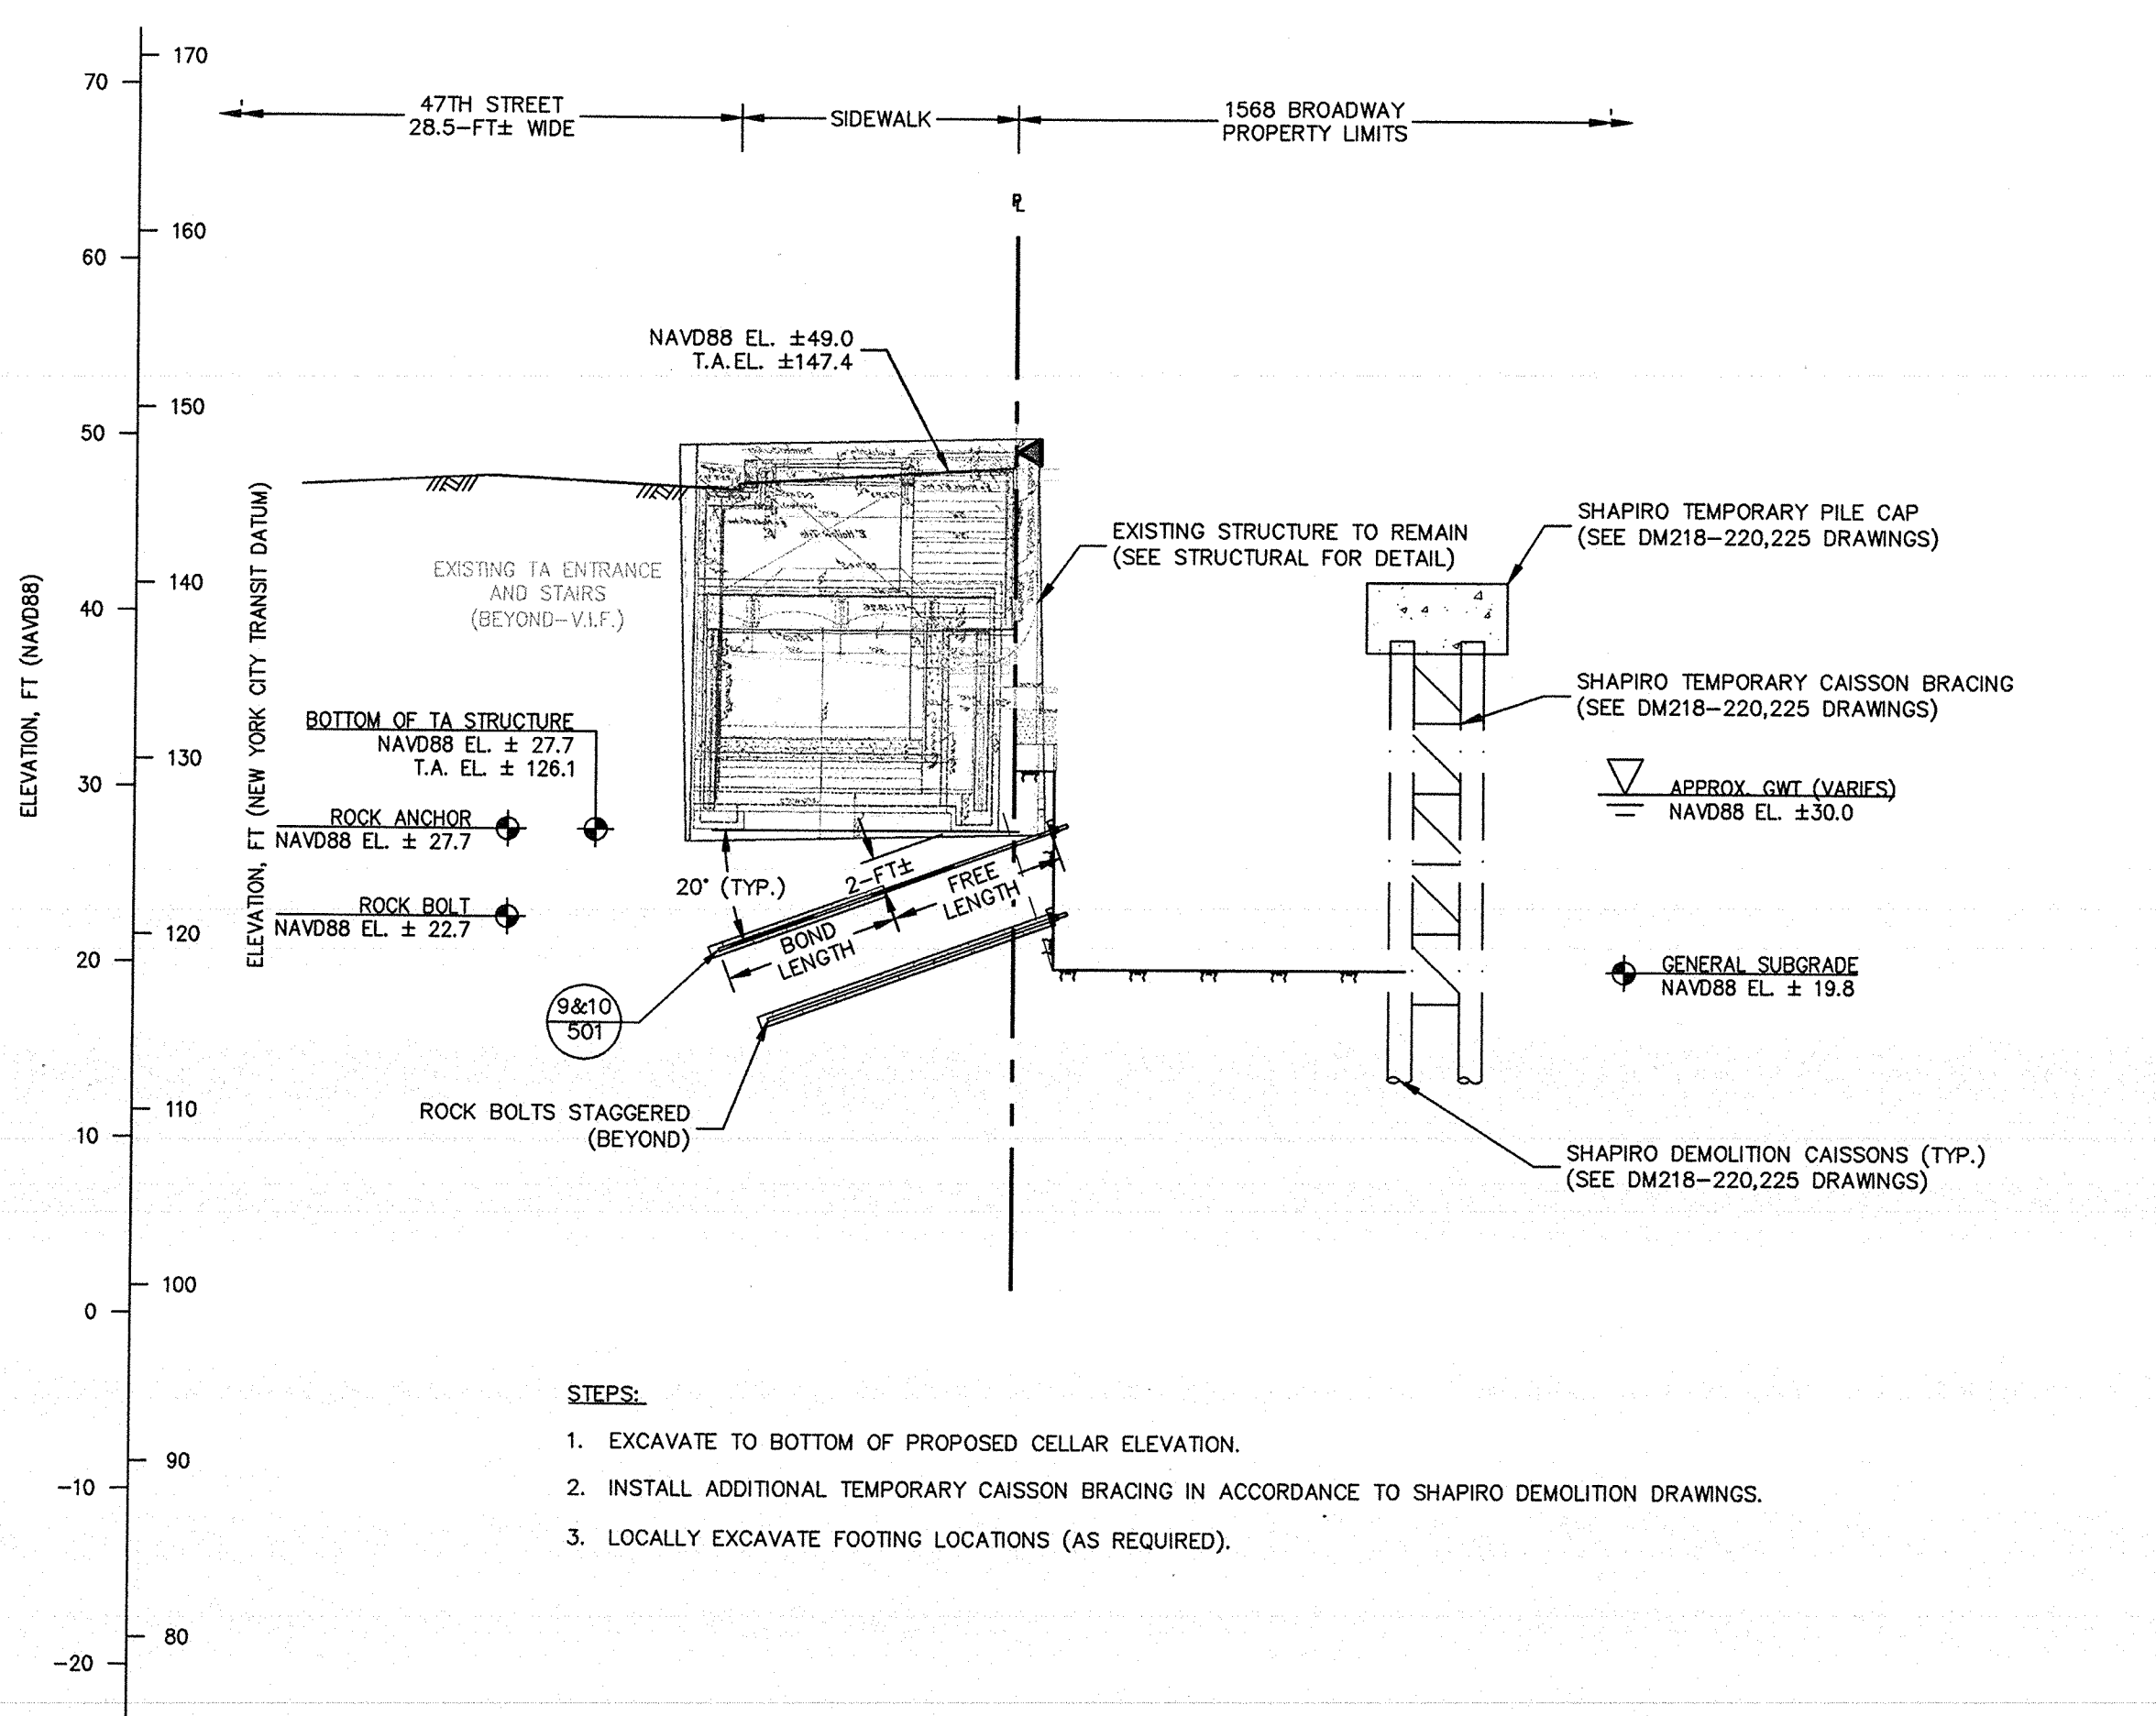 170
70
160
60
150
50
140
40
130
30
120
20
110
10
100
0
90
-10
80
-20
ELEVATION, FT (NAVD88)
ELEVATION, FT (NEW YORK CITY TRANSIT DATUM)
47TH STREET
28.5-FT± WIDE
SIDEWALK
1568 BROADWAY
PROPERTY LIMITS
PL
NAVD88 EL. ±49.0
T.A.EL. ±147.4
EXISTING TA ENTRANCE
AND STAIRS
(BEYOND-V.I.F.)
EXISTING STRUCTURE TO REMAIN
(SEE STRUCTURAL FOR DETAIL)
SHAPIRO TEMPORARY PILE CAP
(SEE DM218-220,225 DRAWINGS)
SHAPIRO TEMPORARY CAISSON BRACING
(SEE DM218-220,225 DRAWINGS)
BOTTOM OF TA STRUCTURE
NAVD88 EL. ± 27.7
T.A. EL. ± 126.1
APPROX. GWT (VARIES)
NAVD88 EL. ±30.0
ROCK ANCHOR
NAVD88 EL. ± 27.7
20° (TYP.)
2-FT±
FREE
LENGTH
BOND
LENGTH
ROCK BOLT
NAVD88 EL. ± 22.7
GENERAL SUBGRADE
NAVD88 EL. ± 19.8
9&10
501
ROCK BOLTS STAGGERED
(BEYOND)
SHAPIRO DEMOLITION CAISSONS (TYP.)
(SEE DM218-220,225 DRAWINGS)
STEPS:
1. EXCAVATE TO BOTTOM OF PROPOSED CELLAR ELEVATION.
2. INSTALL ADDITIONAL TEMPORARY CAISSON BRACING IN ACCORDANCE TO SHAPIRO DEMOLITION DRAWINGS.
3. LOCALLY EXCAVATE FOOTING LOCATIONS (AS REQUIRED).